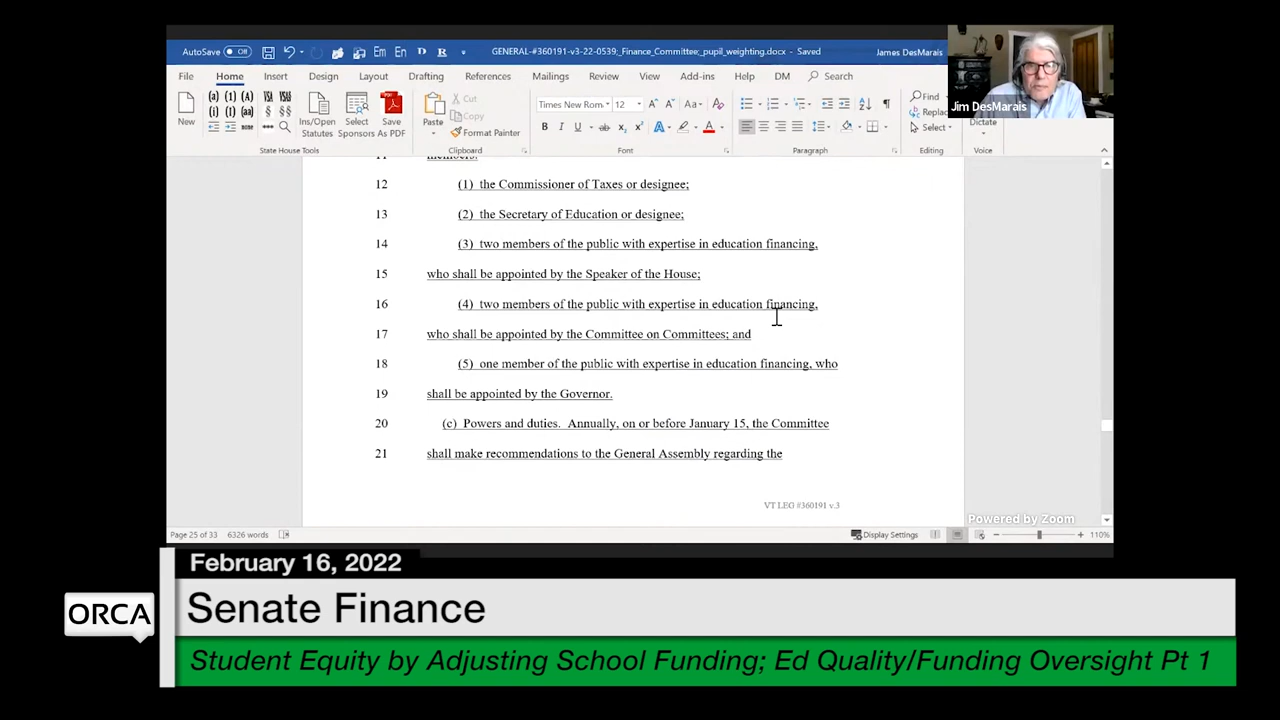 AutoSave Off Em En D R GENERAL-#360191-v3-22-0539;_Finance_Committee;_pupil_weighting.docx - Saved James DesMarais
File Home Insert Design Layout Drafting References Mailings Review View Add-ins Help DM Search
Jim DesMarais
New
Ins/Open Statutes
Select Sponsors
Save As PDF
Paste
Cut
Copy
Format Painter
Times New Rom 12
Find
Replace
Select
Dictate
State House Tools Clipboard Font Paragraph Editing Voice
11 members:
12 (1) the Commissioner of Taxes or designee;
13 (2) the Secretary of Education or designee;
14 (3) two members of the public with expertise in education financing,
15 who shall be appointed by the Speaker of the House;
16 (4) two members of the public with expertise in education financing,
17 who shall be appointed by the Committee on Committees; and
18 (5) one member of the public with expertise in education financing, who
19 shall be appointed by the Governor.
20 (c) Powers and duties. Annually, on or before January 15, the Committee
21 shall make recommendations to the General Assembly regarding the
VT LEG #360191 v.3
Powered by Zoom
Page 25 of 33 6326 words Display Settings 110%
February 16, 2022
ORCA
Senate Finance
Student Equity by Adjusting School Funding; Ed Quality/Funding Oversight Pt 1